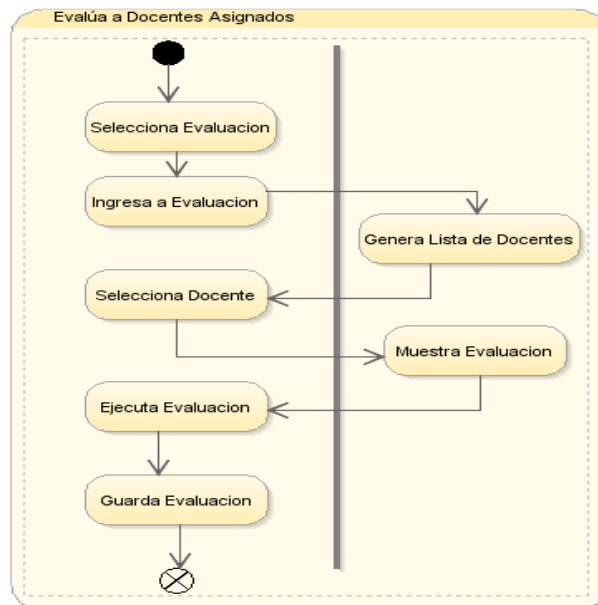 Evalúa a Docentes Asignados
Selecciona Evaluacion
Ingresa a Evaluacion
Genera Lista de Docentes
Selecciona Docente
Muestra Evaluacion
Ejecuta Evaluacion
Guarda Evaluacion